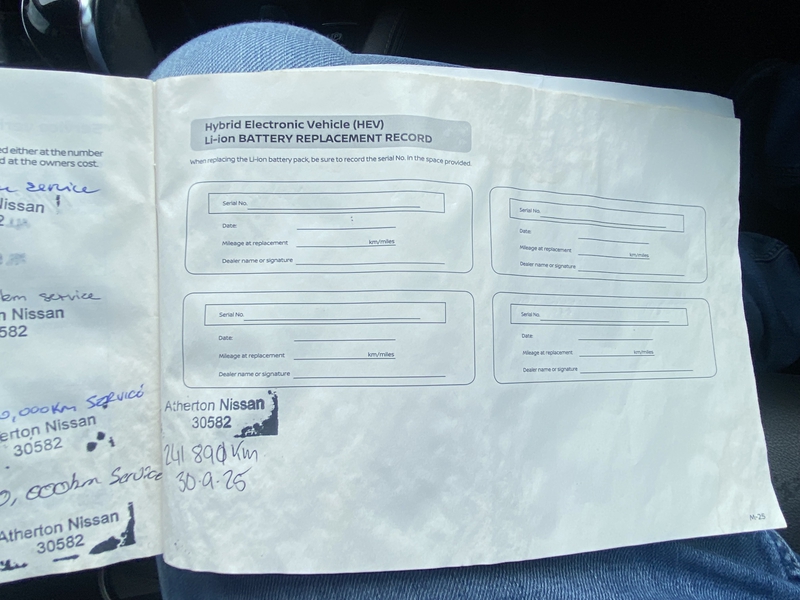 ed either at the number
d at the owners cost.
service
Nissan
2
km service
n Nissan
582
0,000km Service
erton Nissan
30582
0,000km Service
Atherton Nissan
30582
Hybrid Electronic Vehicle (HEV)
Li-ion BATTERY REPLACEMENT RECORD
When replacing the Li-ion battery pack, be sure to record the serial No. in the space provided.
Serial No.
Date:
Mileage at replacement km/miles
Dealer name or signature
Serial No.
Date:
Mileage at replacement km/miles
Dealer name or signature
Serial No.
Date:
Mileage at replacement km/miles
Dealer name or signature
Serial No.
Date:
Mileage at replacement km/miles
Dealer name or signature
Atherton Nissan
30582
241 890 Km
30.9.25
M-25